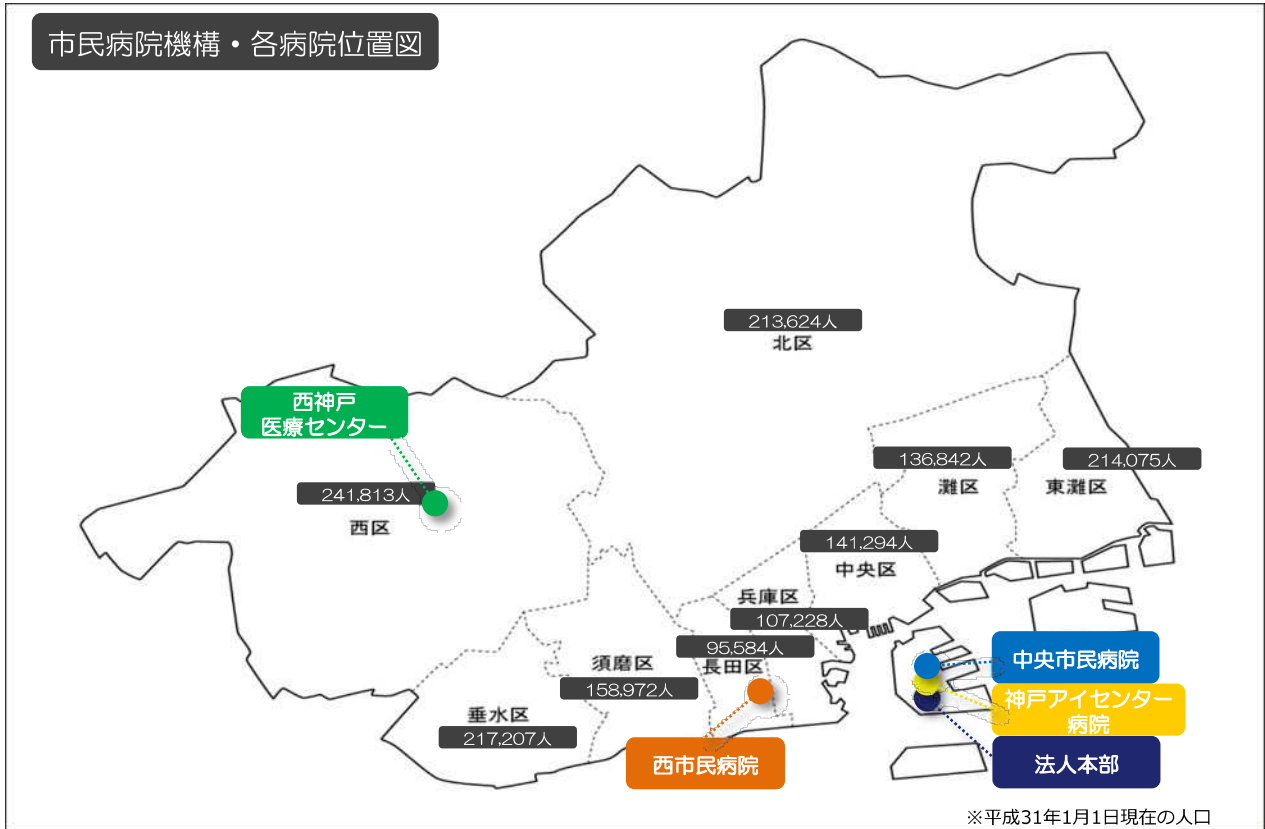 市民病院機構・各病院位置図
213,624人
北区
西神戸
医療センター
136,842人
灘区
214,075人
東灘区
241,813人
西区
141,294人
中央区
兵庫区
107,228人
95,584人
長田区
須磨区
158,972人
垂水区
217,207人
中央市民病院
神戸アイセンター
病院
法人本部
西市民病院
※平成31年1月1日現在の人口